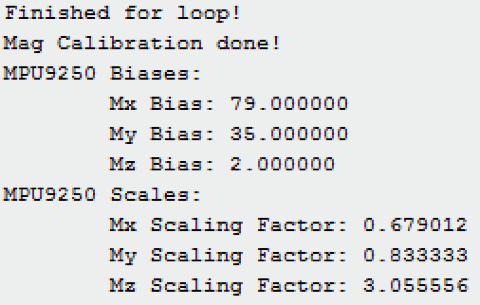 Finished for loop!
Mag Calibration done!
MPU9250 Biases:
Mx Bias: 79.000000
My Bias: 35.000000
Mz Bias: 2.000000
MPU9250 Scales:
Mx Scaling Factor: 0.679012
My Scaling Factor: 0.833333
Mz Scaling Factor: 3.055556